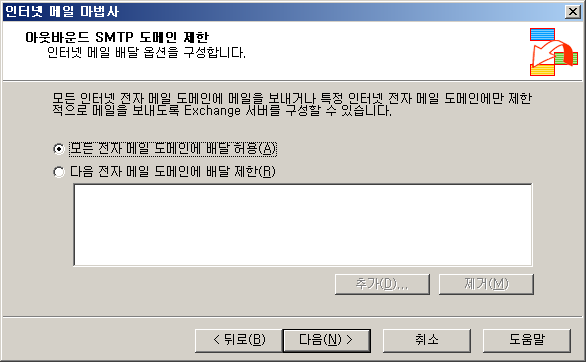 인터넷 메일 마법사
아웃바운드 SMTP 도메인 제한
인터넷 메일 배달 옵션을 구성합니다.
모든 인터넷 전자 메일 도메인에 메일을 보내거나 특정 인터넷 전자 메일 도메인에만 제한
적으로 메일을 보내도록 Exchange 서버를 구성할 수 있습니다.
모든 전자 메일 도메인에 배달 허용(A)
다음 전자 메일 도메인에 배달 제한(R)
추가(D)... 제거(M)
< 뒤로(B) 다음(N) > 취소 도움말